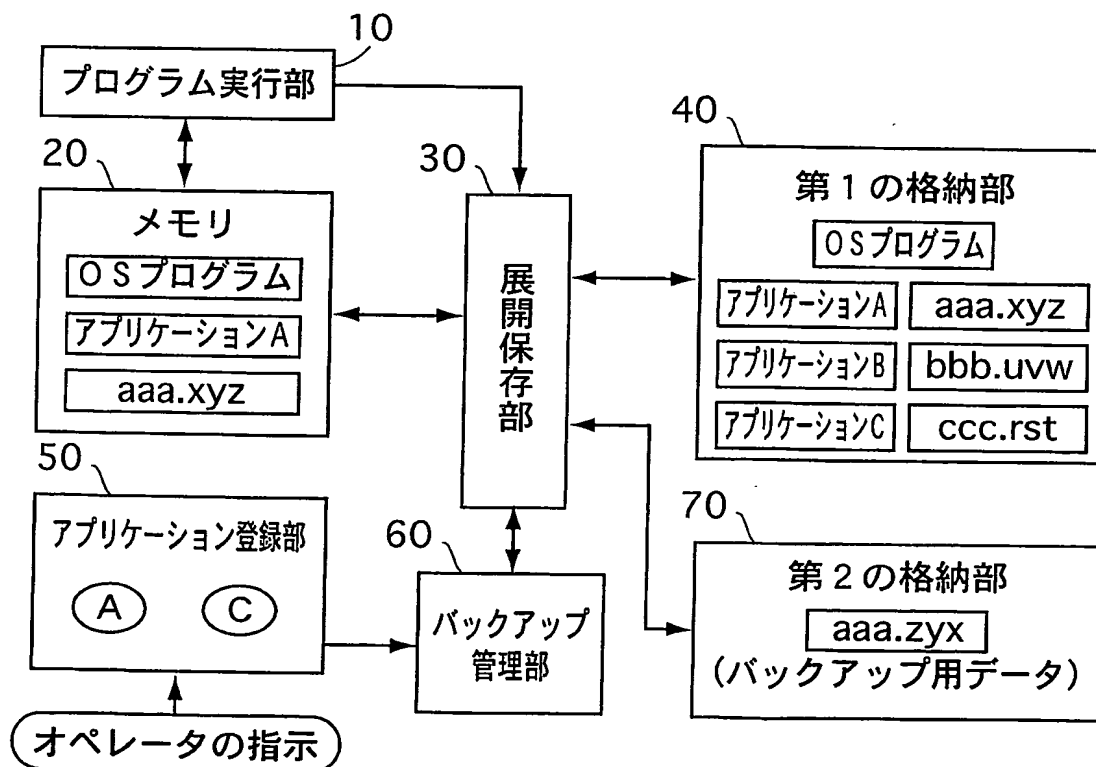 10
プログラム実行部
20
メモリ
OSプログラム
アプリケーションA
aaa.xyz
30
展開保存部
40
第1の格納部
OSプログラム
アプリケーションA
aaa.xyz
アプリケーションB
bbb.uvw
アプリケーションC
ccc.rst
50
アプリケーション登録部
A
C
オペレータの指示
60
バックアップ
管理部
70
第2の格納部
aaa.zyx
(バックアップ用データ)